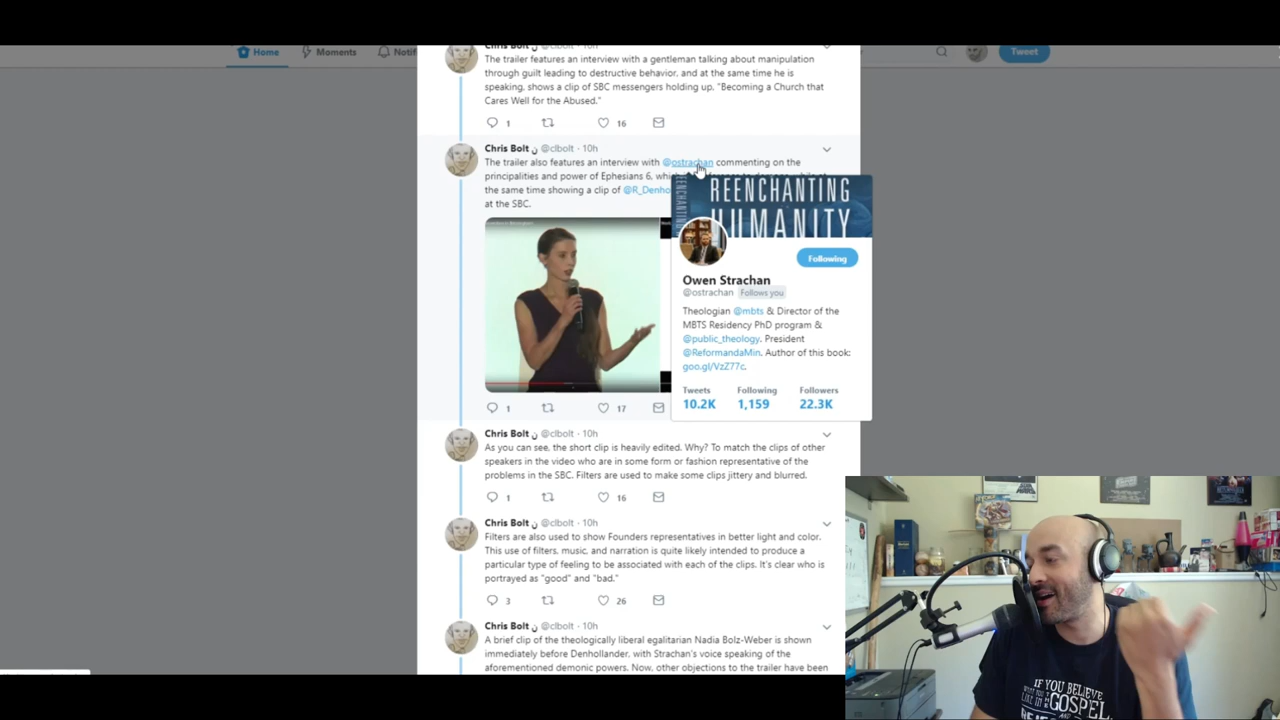 Home
Moments
Notif
Tweet
Chris Bolt @clbolt · 10h
The trailer features an interview with a gentleman talking about manipulation
through guilt leading to destructive behavior, and at the same time he is
speaking, shows a clip of SBC messengers holding up, "Becoming a Church that
Cares Well for the Abused."
1 16
Chris Bolt ن @clbolt · 10h
The trailer also features an interview with @ostrachan commenting on the
principalities and power of Ephesians 6,
the same time showing a clip of @R_Denho
at the SBC.
REENCHANTING
HUMANITY
Following
Owen Strachan
@ostrachan Follows you
Theologian @mbts & Director of the
MBTS Residency PhD program &
@public_theology. President
@ReformandaMin. Author of this book:
goo.gl/VzZ77c.
Tweets Following Followers
10.2K 1,159 22.3K
1 17
Chris Bolt ن @clbolt · 10h
As you can see, the short clip is heavily edited. Why? To match the clips of other
speakers in the video who are in some form or fashion representative of the
problems in the SBC. Filters are used to make some clips jittery and blurred.
1 16
Chris Bolt ن @clbolt · 10h
Filters are also used to show Founders representatives in better light and color.
This use of filters, music, and narration is quite likely intended to produce a
particular type of feeling to be associated with each of the clips. It's clear who is
portrayed as "good" and "bad."
3 26
Chris Bolt ن @clbolt · 10h
A brief clip of the theologically liberal egalitarian Nadia Bolz-Weber is shown
immediately before Denhollander, with Strachan's voice speaking of the
aforementioned demonic powers. Now, other objections to the trailer have been
IF YOU BELIEVE
WHAT YOU LIKE IN THE
GOSPEL
AND